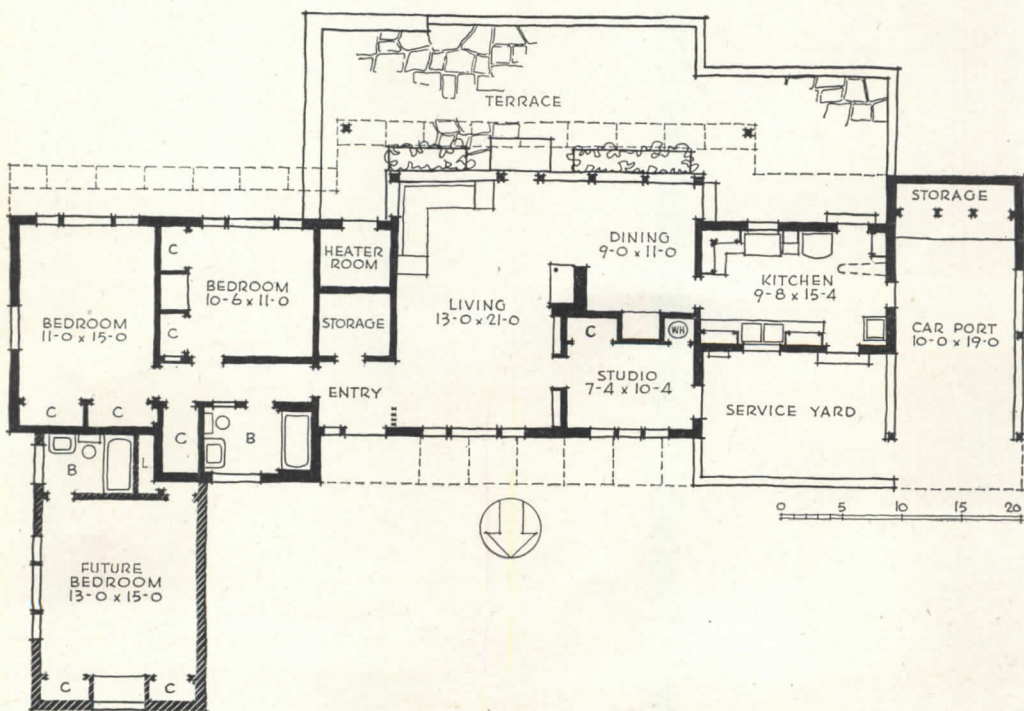 TERRACE
STORAGE
HEATER
ROOM
DINING
9-0 x 11-0
C
BEDROOM
10-6 x 11-0
KITCHEN
9-8 x 15-4
LIVING
13-0 x 21-0
BEDROOM
11-0 x 15-0
C
STORAGE
C
WH
CAR PORT
10-0 x 19-0
STUDIO
7-4 x 10-4
ENTRY
SERVICE YARD
C
C
C
B
B
L
0 5 10 15 20
FUTURE
BEDROOM
13-0 x 15-0
C
C